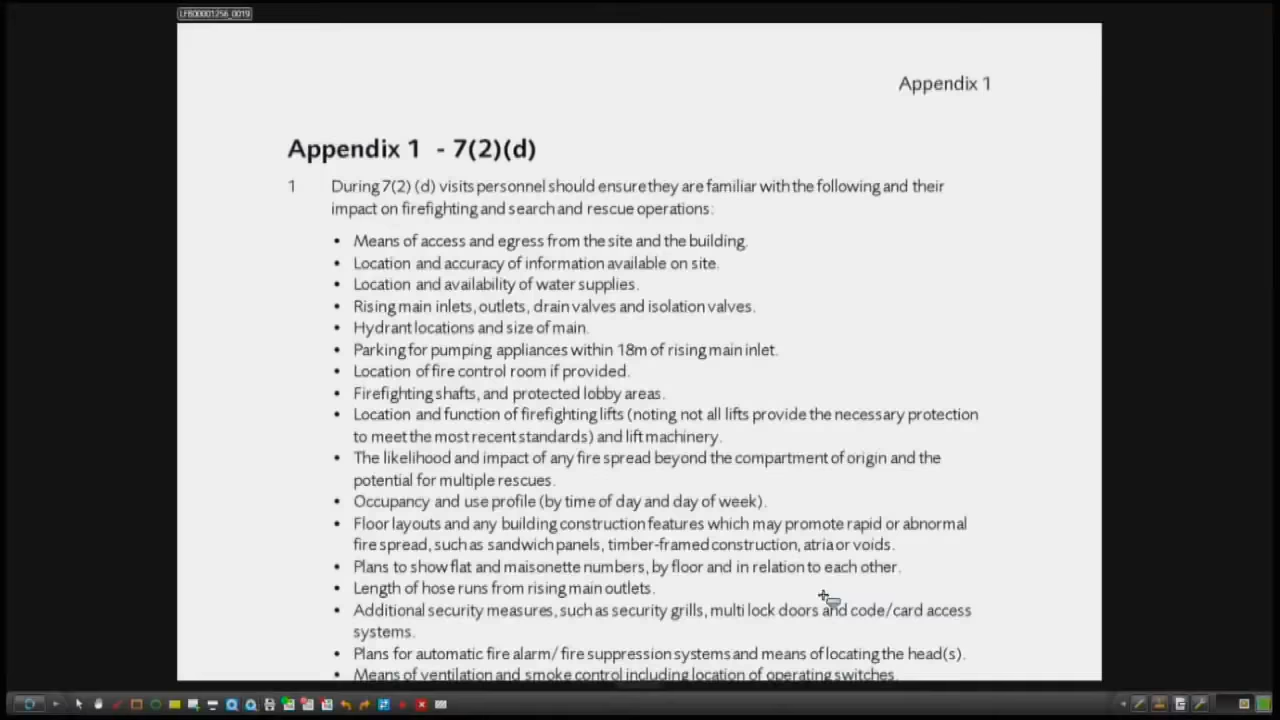 LFB00001256_0019
Appendix 1
Appendix 1 - 7(2)(d)
1 During 7(2) (d) visits personnel should ensure they are familiar with the following and their
impact on firefighting and search and rescue operations:
• Means of access and egress from the site and the building.
• Location and accuracy of information available on site.
• Location and availability of water supplies.
• Rising main inlets, outlets, drain valves and isolation valves.
• Hydrant locations and size of main.
• Parking for pumping appliances within 18m of rising main inlet.
• Location of fire control room if provided.
• Firefighting shafts, and protected lobby areas.
• Location and function of firefighting lifts (noting not all lifts provide the necessary protection
to meet the most recent standards) and lift machinery.
• The likelihood and impact of any fire spread beyond the compartment of origin and the
potential for multiple rescues.
• Occupancy and use profile (by time of day and day of week).
• Floor layouts and any building construction features which may promote rapid or abnormal
fire spread, such as sandwich panels, timber-framed construction, atria or voids.
• Plans to show flat and maisonette numbers, by floor and in relation to each other.
• Length of hose runs from rising main outlets.
• Additional security measures, such as security grills, multi lock doors and code/card access
systems.
• Plans for automatic fire alarm/ fire suppression systems and means of locating the head(s).
• Means of ventilation and smoke control including location of operating switches.